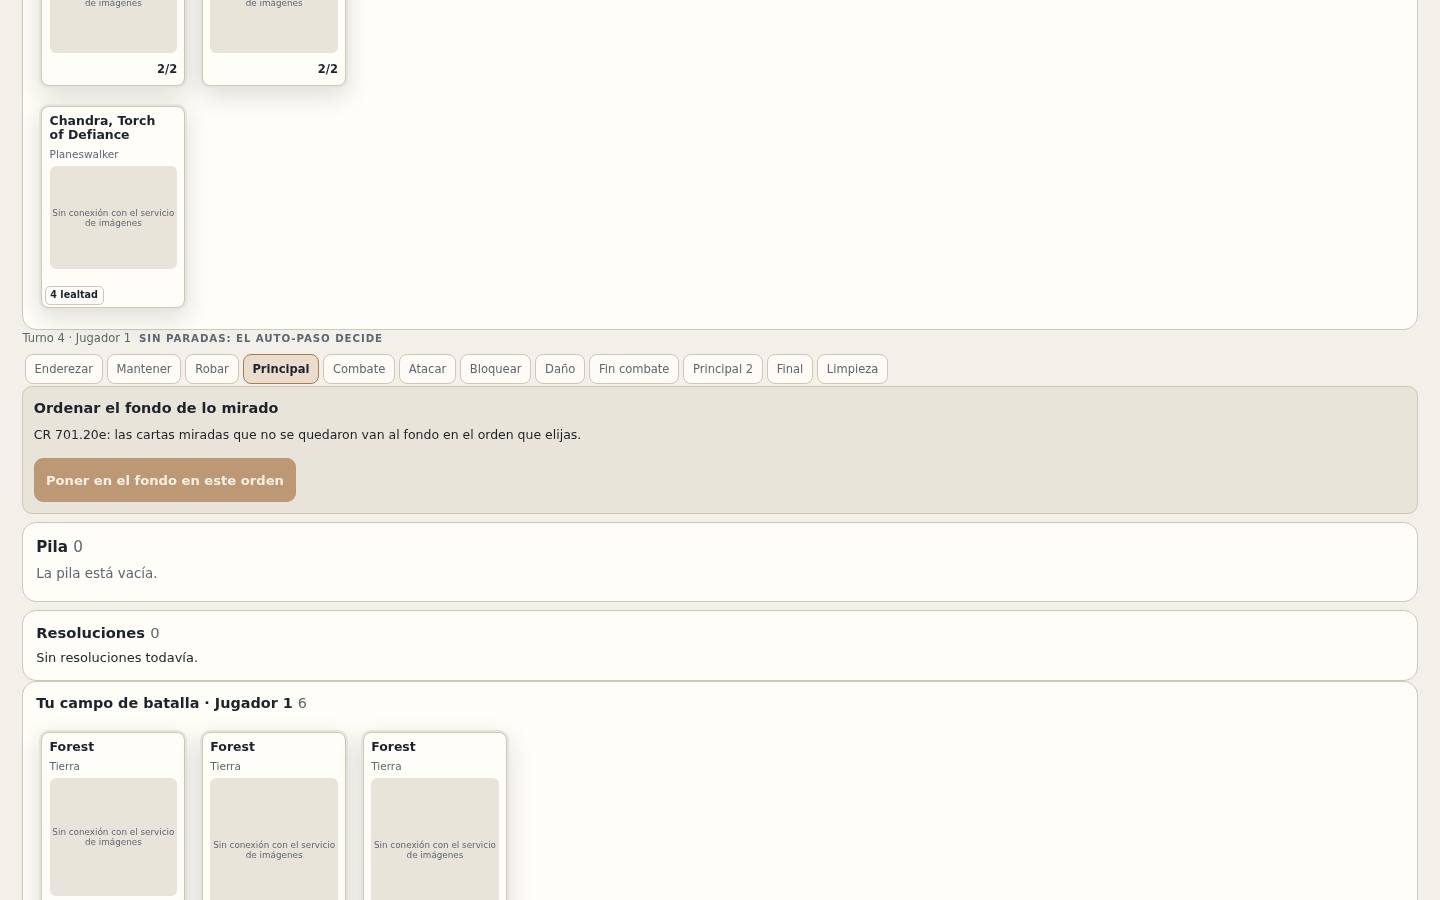 de imágenes
de imágenes
2/2
2/2
Chandra, Torch
of Defiance
Planeswalker
Sin conexión con el servicio
de imágenes
4 lealtad
Turno 4 · Jugador 1 SIN PARADAS: EL AUTO-PASO DECIDE
Enderezar Mantener Robar Principal Combate Atacar Bloquear Daño Fin combate Principal 2 Final Limpieza
Ordenar el fondo de lo mirado
CR 701.20e: las cartas miradas que no se quedaron van al fondo en el orden que elijas.
Poner en el fondo en este orden
Pila 0
La pila está vacía.
Resoluciones 0
Sin resoluciones todavía.
Tu campo de batalla · Jugador 1 6
Forest
Tierra
Sin conexión con el servicio
de imágenes
Forest
Tierra
Sin conexión con el servicio
de imágenes
Forest
Tierra
Sin conexión con el servicio
de imágenes